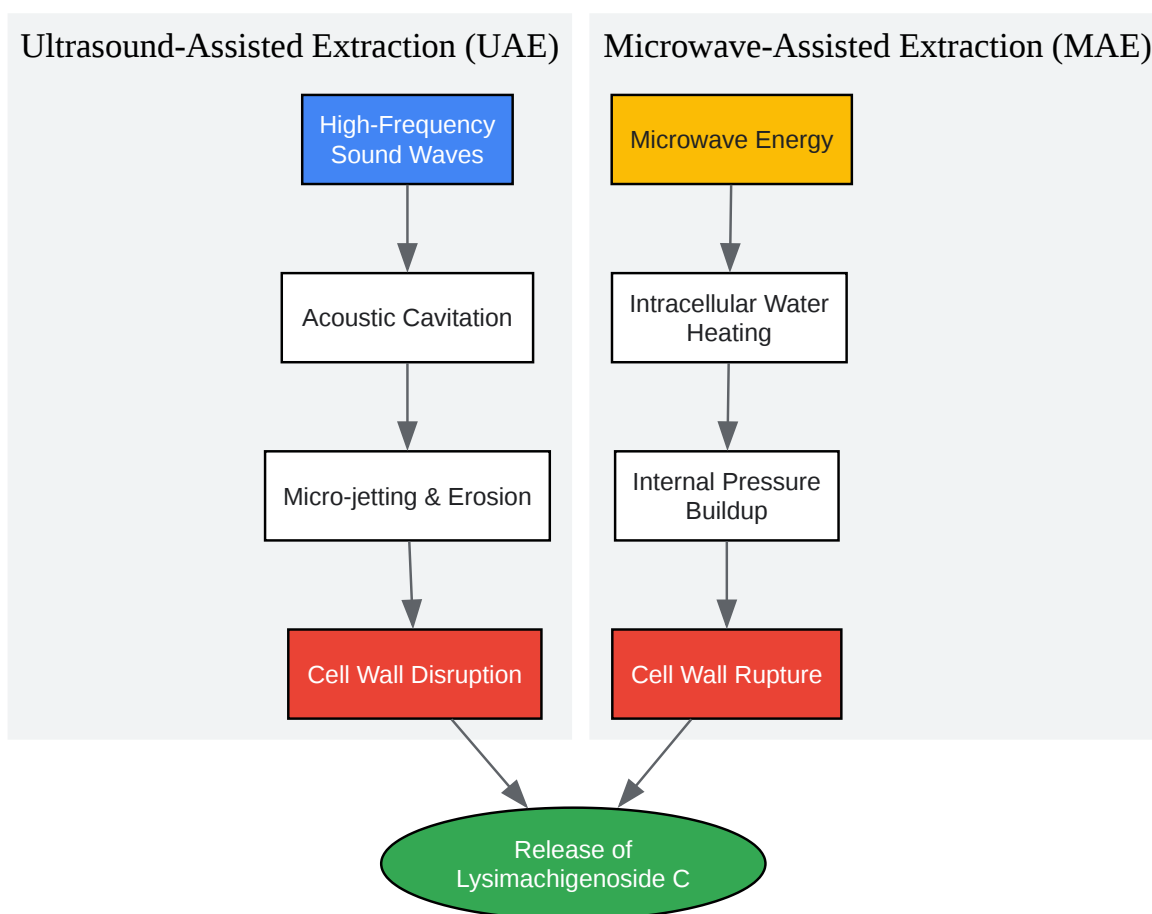 Ultrasound-Assisted Extraction (UAE)
High-Frequency
Sound Waves
Acoustic Cavitation
Micro-jetting & Erosion
Cell Wall Disruption
Microwave-Assisted Extraction (MAE)
Microwave Energy
Intracellular Water
Heating
Internal Pressure
Buildup
Cell Wall Rupture
Release of
Lysimachigenoside C